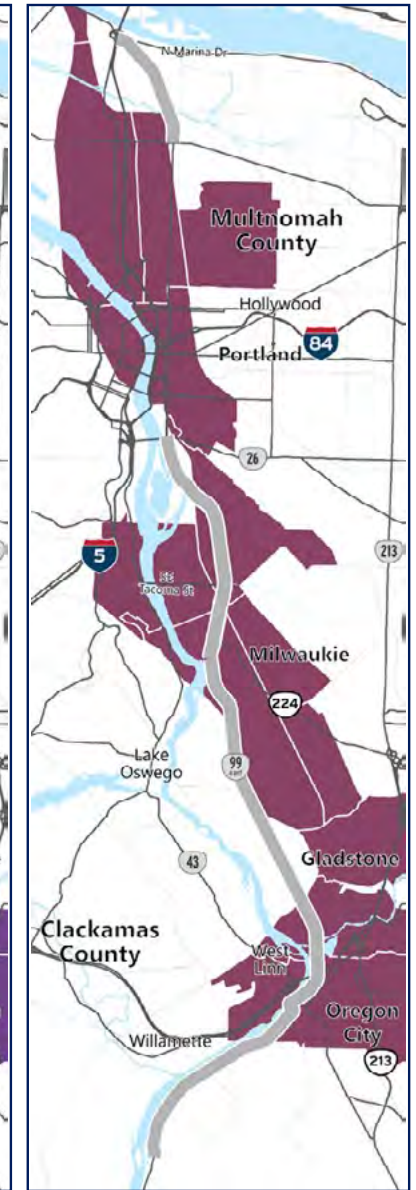 N Marine Dr
Multnomah
County
Hollywood
Portland
84
26
213
5
SE
Tacoma St
Milwaukie
224
Lake
Oswego
99
43
Gladstone
Clackamas
County
West
Linn
Oregon
City
Willamette
213